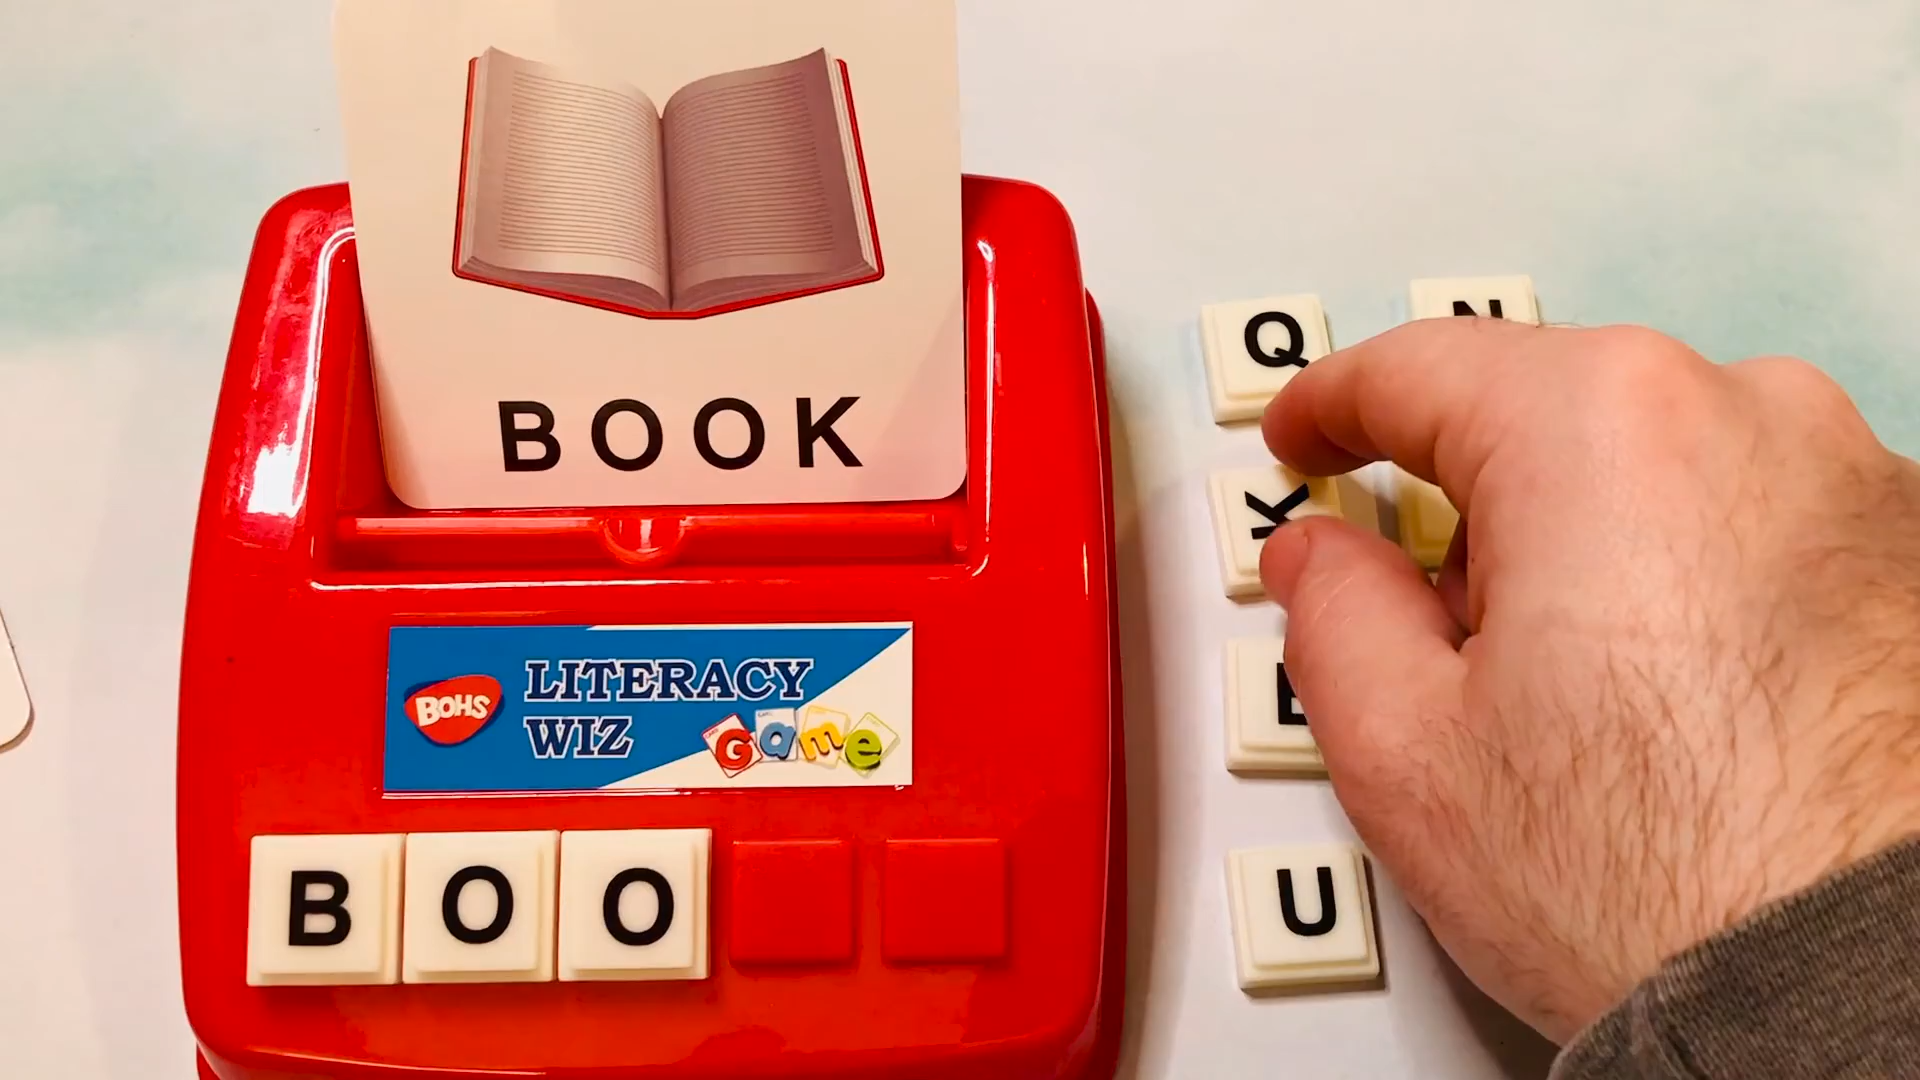 BOOK
BOHS
LITERACY
WIZ
Game
B O O
Q
N
K
U